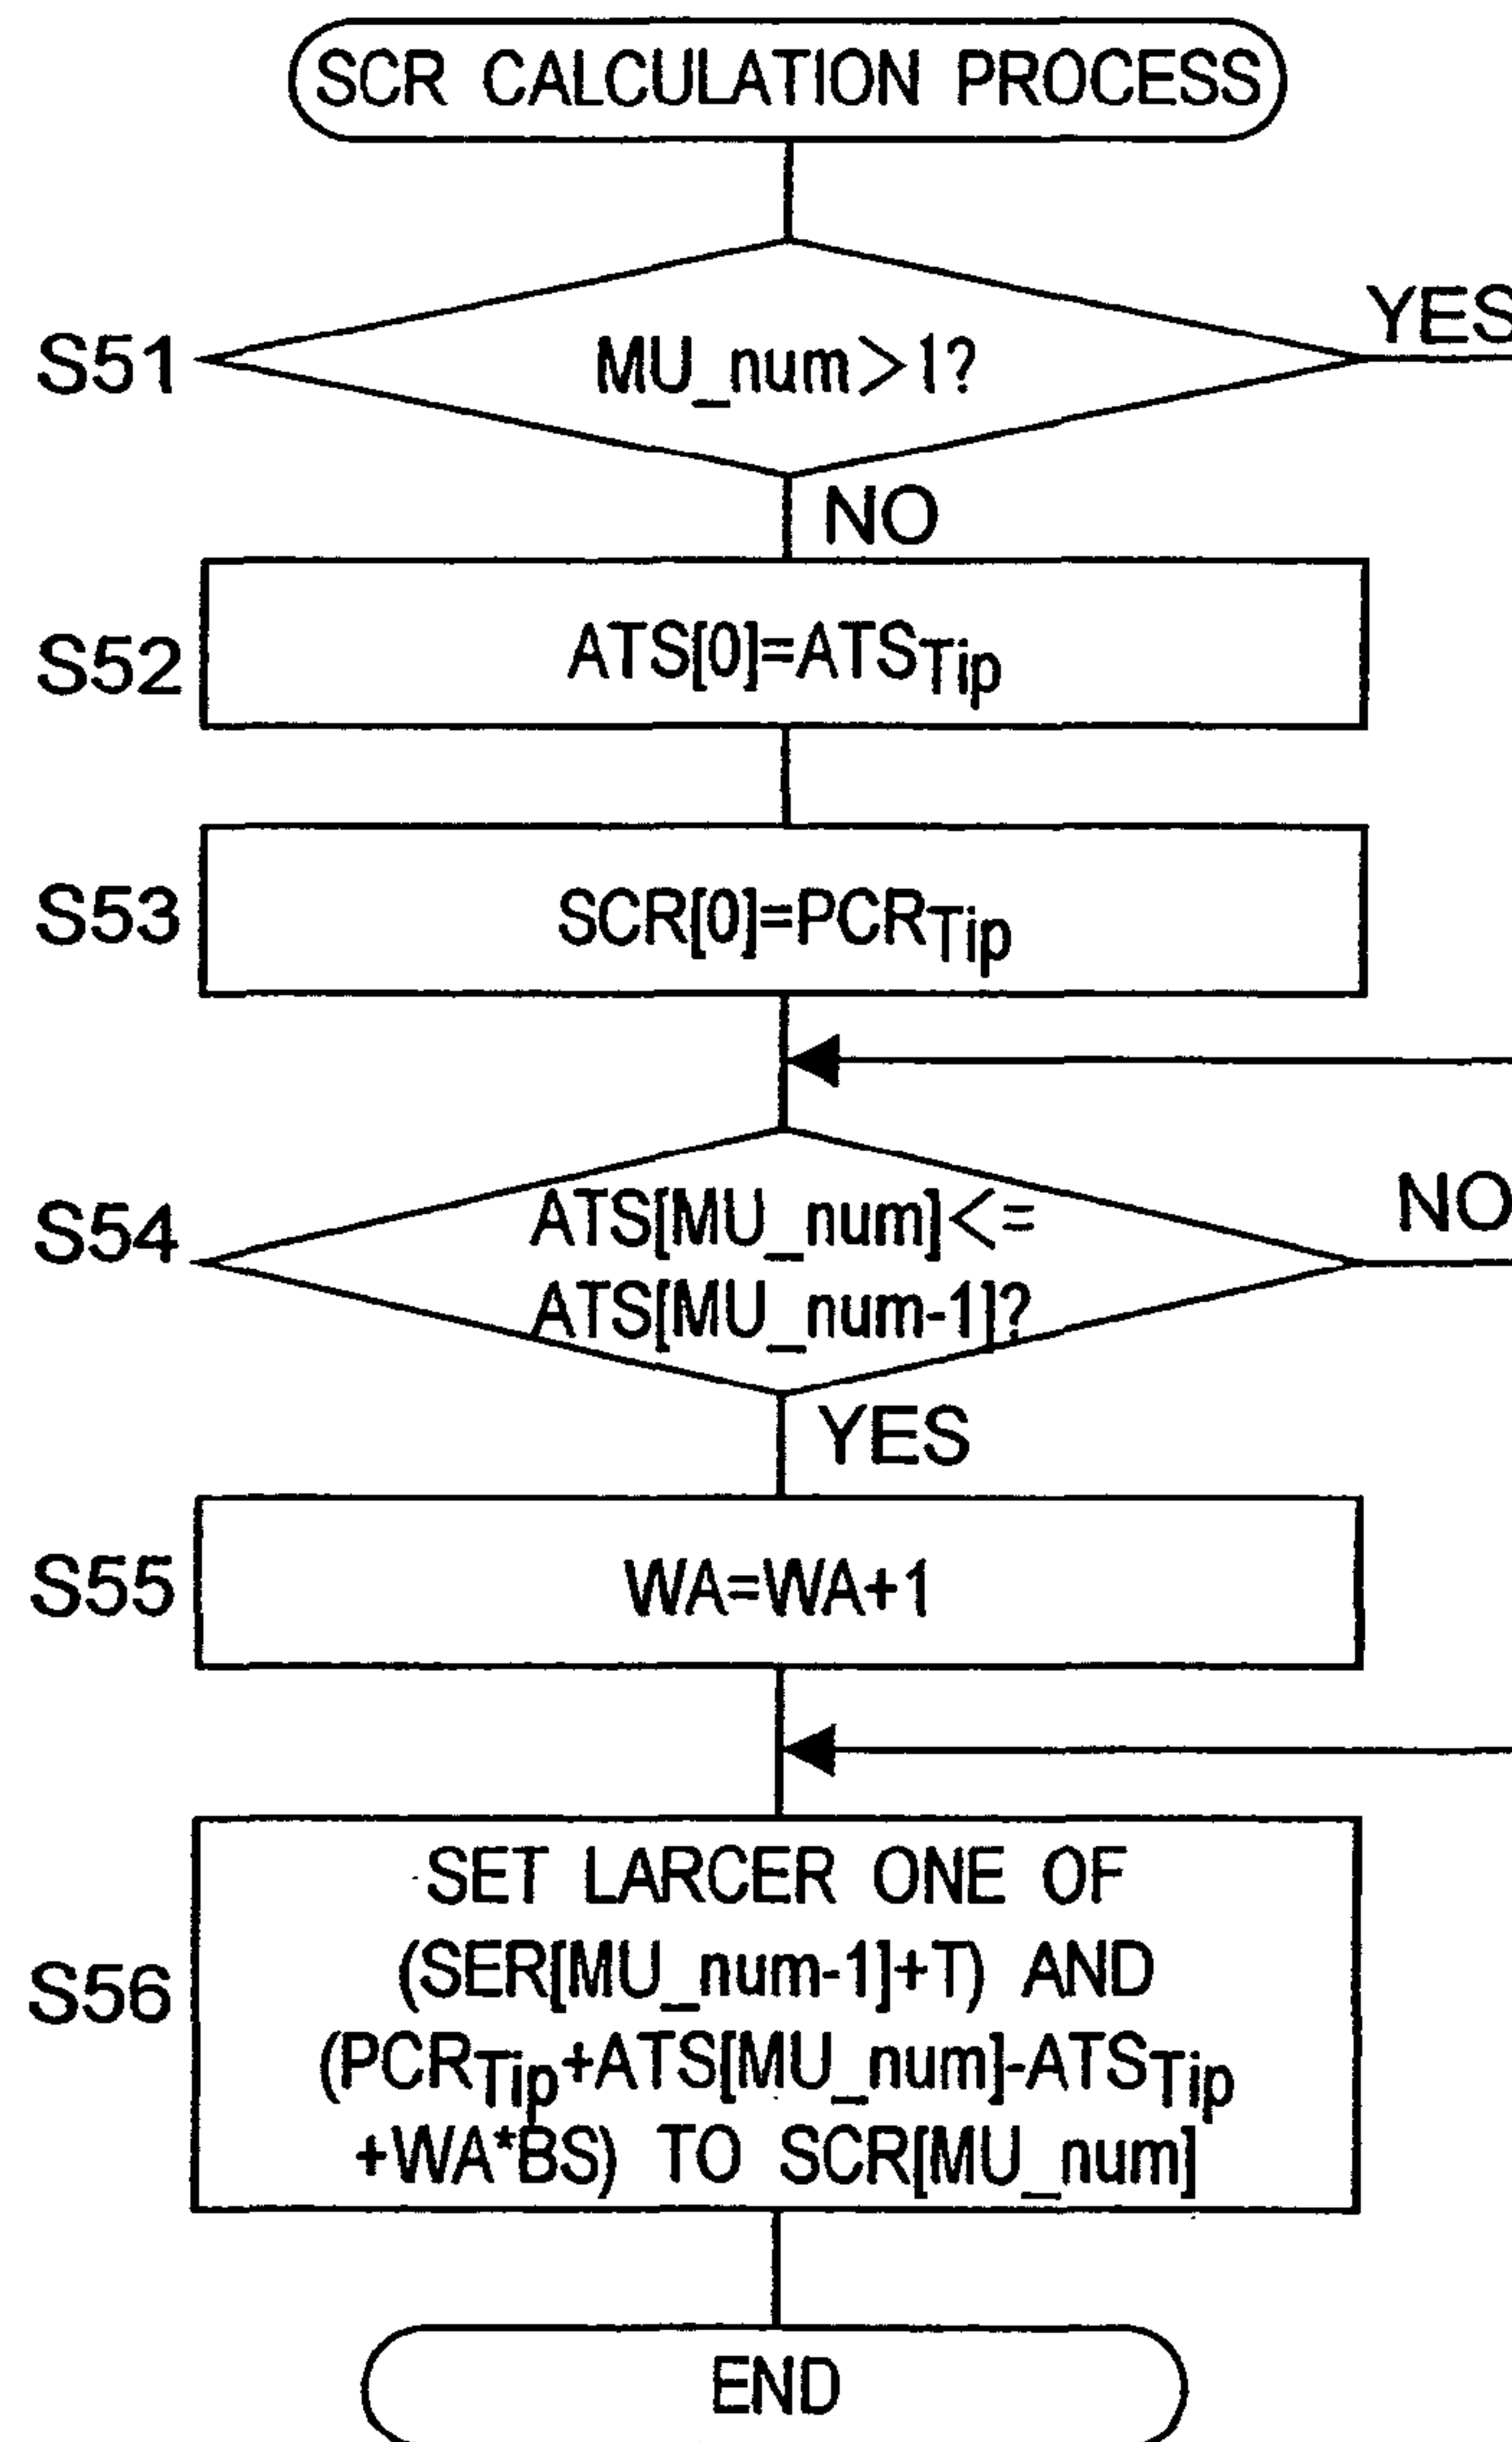 SCR CALCULATION PROCESS
S51
MU_num>1?
YES
NO
S52
ATS[0]=ATSTip
S53
SCR[0]=PCRTip
S54
ATS[MU_num]<=
ATS[MU_num-1]?
NO
YES
S55
WA=WA+1
S56
SET LARCER ONE OF
(SER[MU_num-1]+T) AND
(PCRTip+ATS[MU_num]-ATSTip
+WA*BS) TO SCR[MU_num]
END